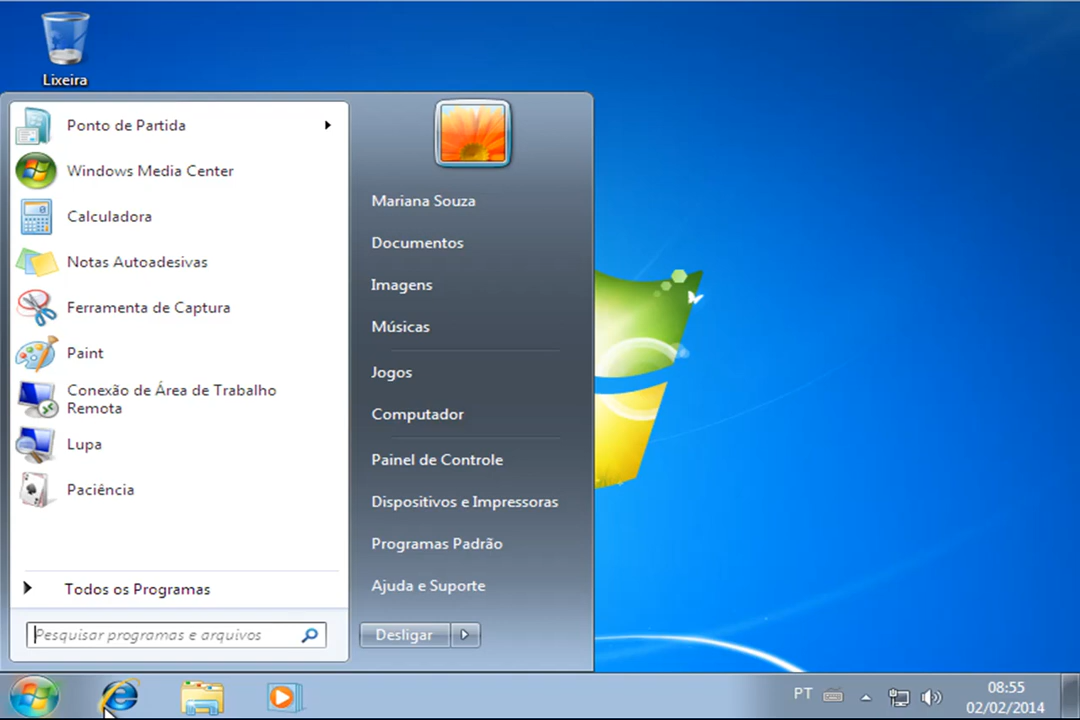 Lixeira
Ponto de Partida
Windows Media Center
Calculadora
Notas Autoadesivas
Ferramenta de Captura
Paint
Conexão de Área de Trabalho
Remota
Lupa
Paciência
Todos os Programas
Pesquisar programas e arquivos
Mariana Souza
Documentos
Imagens
Músicas
Jogos
Computador
Painel de Controle
Dispositivos e Impressoras
Programas Padrão
Ajuda e Suporte
Desligar
PT
08:55
02/02/2014